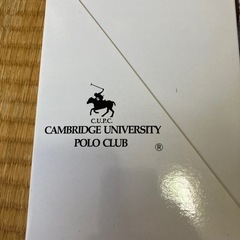 C.U.P.C.
CAMBRIDGE UNIVERSITY
POLO CLUB ®